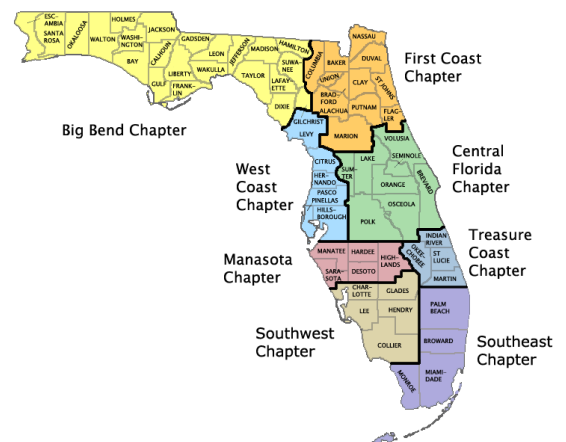 ESC-
AMBIA
SANTA
ROSA
OKALOOSA
WALTON
HOLMES
WASHI-
NGTON
BAY
JACKSON
CALHOUN
GULF
GADSDEN
LIBERTY
FRANK-
LIN
LEON
WAKULLA
JEFFERSON
MADISON
TAYLOR
HAMILTON
SUWA-
NEE
LAFAY-
ETTE
DIXIE
Big Bend Chapter
COLUMBIA
BAKER
UNION
BRAD-
FORD
ALACHUA
MARION
NASSAU
DUVAL
CLAY
ST JOHNS
PUTNAM
FLAG-
LER
First Coast
Chapter
GILCHRIST
LEVY
CITRUS
HER-
NANDO
PASCO
PINELLAS
HILLS-
BOROUGH
West
Coast
Chapter
VOLUSIA
LAKE
SEMINOLE
SUM-
TER
ORANGE
BREVARD
OSCEOLA
POLK
Central
Florida
Chapter
INDIAN
RIVER
OKEE-
CHOBEE
ST
LUCIE
MARTIN
Treasure
Coast
Chapter
MANATEE
HARDEE
HIGH-
LANDS
SARA-
SOTA
DESOTO
Manasota
Chapter
CHAR-
LOTTE
GLADES
LEE
HENDRY
COLLIER
Southwest
Chapter
PALM
BEACH
BROWARD
MONROE
MIAMI-
DADE
Southeast
Chapter